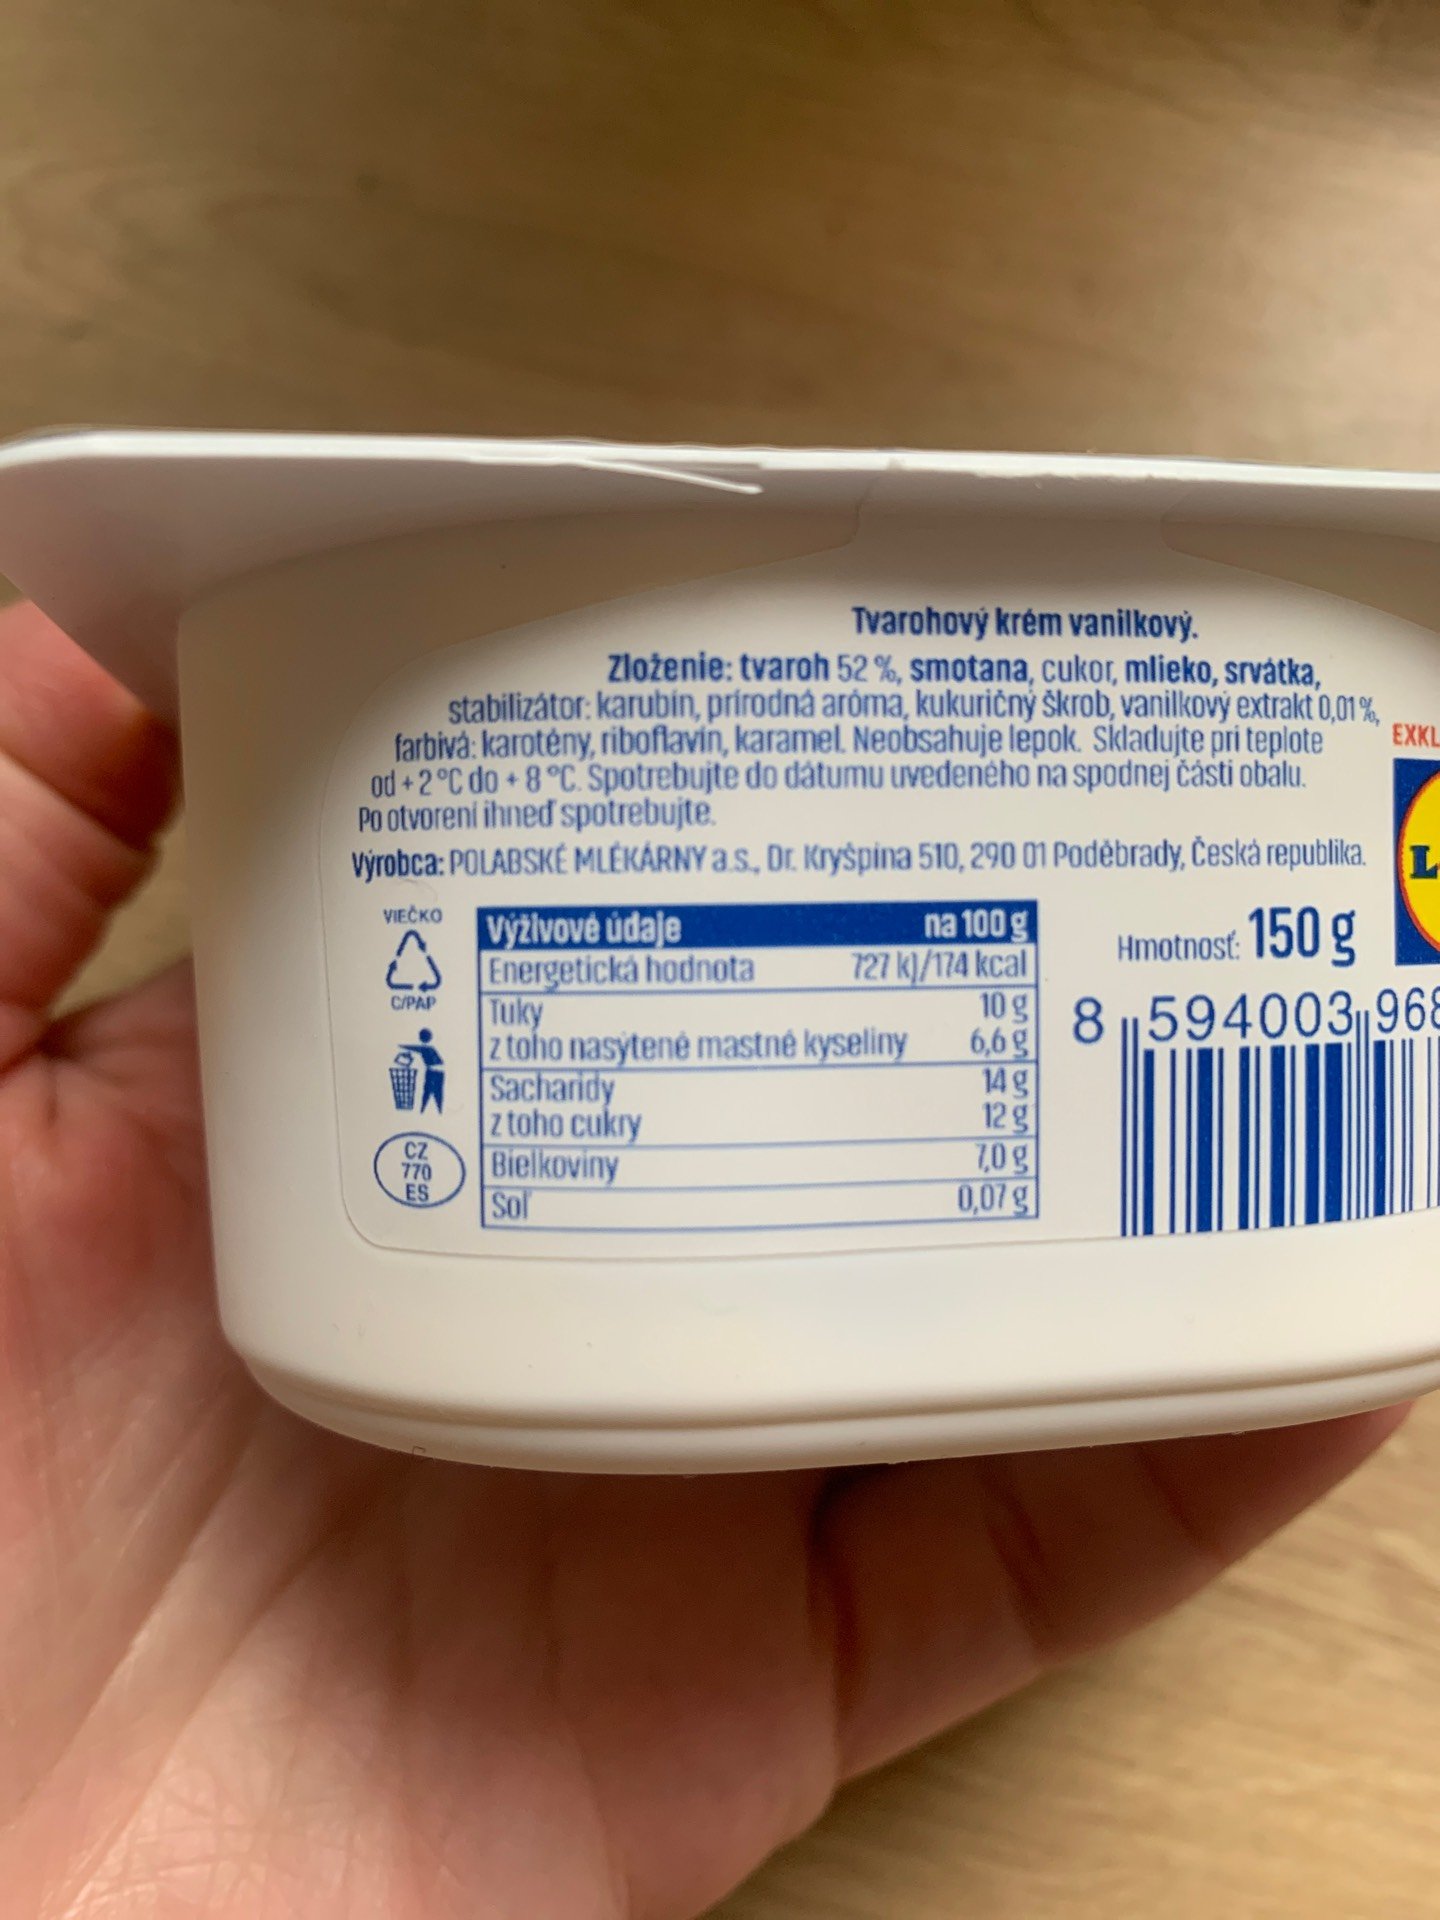 Tvarohový krém vanilkový.
Zloženie: tvaroh 52 %, smotana, cukor, mlieko, srvátka,
stabilizátor: karubín, prírodná aróma, kukuričný škrob, vanilkový extrakt 0,01 %,
farbivá: karotény, riboflavín, karamel. Neobsahuje lepok. Skladujte pri teplote
od + 2 °C do + 8 °C. Spotrebujte do dátumu uvedeného na spodnej časti obalu.
Po otvorení ihneď spotrebujte.
Výrobca: POLABSKÉ MLÉKÁRNY a.s., Dr. Kryšpína 510, 290 01 Poděbrady, Česká republika.
EXKL
L
VIEČKO
C/PAP
CZ
770
ES
Výživové údaje na 100 g
Energetická hodnota 727 kJ/174 kcal
Tuky 10 g
z toho nasýtené mastné kyseliny 6,6 g
Sacharidy 14 g
z toho cukry 12 g
Bielkoviny 7,0 g
Soľ 0,07 g
Hmotnosť: 150 g
8 594003 968